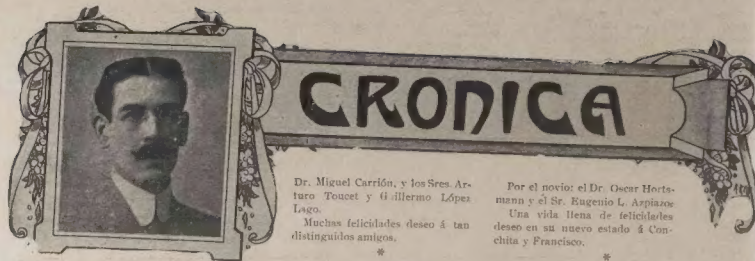 CRONICA
Dr. Miguel Carrión, y los Sres. Ar-
turo Toucet y Guillermo López
Lago.
Muchas felicidades deseo á tan
distinguidos amigos.
*
Por el novio: el Dr. Oscar Horts-
mann y el Sr. Eugenio L. Azpiazo
Una vida llena de felicidades
deseo en su nuevo estado á Con-
chita y Francisco.
*